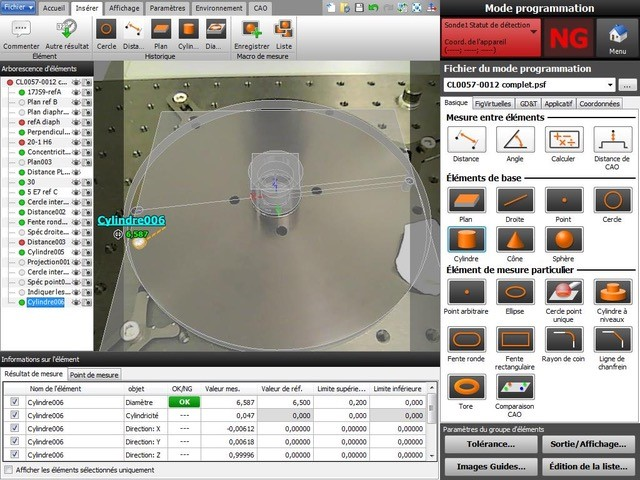 Fichier
Accueil
Insérer
Affichage
Paramètres
Environnement
CAO
Commenter
Autre résultat
Cercle
Dista...
Plan
Cylin...
Dia...
Enregistrer
Liste
Élément
Historique
Macro de mesure
Arborescence d'éléments
CL0057-0012 c...
17J59-refA
Plan ref B
Plan diaphr...
refA diaph
Perpendicul...
20-1 H6
Concentricit...
Plan003
Distance PL...
30
5 E7 ref C
Cercle inter...
Distance002
Fente rond...
Spéc droite...
Distance003
Cylindre005
Projection001
Cercle inter...
Spéc point0...
Indiquer les...
Cylindre006
Cylindre006
6,587
Informations sur l'élément
Résultat de mesure
Point de mesure
Nom de l'élément
objet
OK/NG
Valeur mes.
Valeur de réf.
Limite supérie...
Limite inférieure
Cylindre006 Diamètre OK 6,587 6,500 0,200 0,000
Cylindre006 Cylindricité --- 0,047 0,000 0,000 0,000
Cylindre006 Direction: X --- -0,00612 0,00000 0,00000 0,00000
Cylindre006 Direction: Y --- 0,00618 0,00000 0,00000 0,00000
Cylindre006 Direction: Z --- 0,99996 0,00000 0,00000 0,00000
Afficher les éléments sélectionnés uniquement
Mode programmation
Sonde1 Statut de détection
Coord. de l'appareil
NG
Menu
Fichier du mode programmation
CL0057-0012 complet.psf
...
Basique
FigVirtuelles
GD&T
Applicatif
Coordonnées
Mesure entre éléments
Distance
Angle
Calculer
Distance de
CAO
Éléments de base
Plan
Droite
Point
Cercle
Cylindre
Cône
Sphère
Élément de mesure particulier
Point arbitraire
Ellipse
Cercle point
unique
Cylindre à
niveaux
Fente ronde
Fente
rectangulaire
Rayon de coin
Ligne de
chanfrein
Tore
Comparaison
CAO
Paramètres du groupe d'éléments
Tolérance...
Sortie/Affichage...
Images Guides...
Édition de la liste...